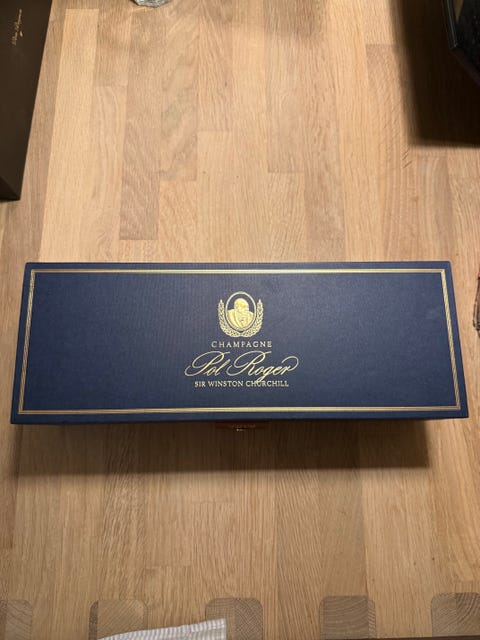 CHAMPAGNE
Pol Roger
SIR WINSTON CHURCHILL